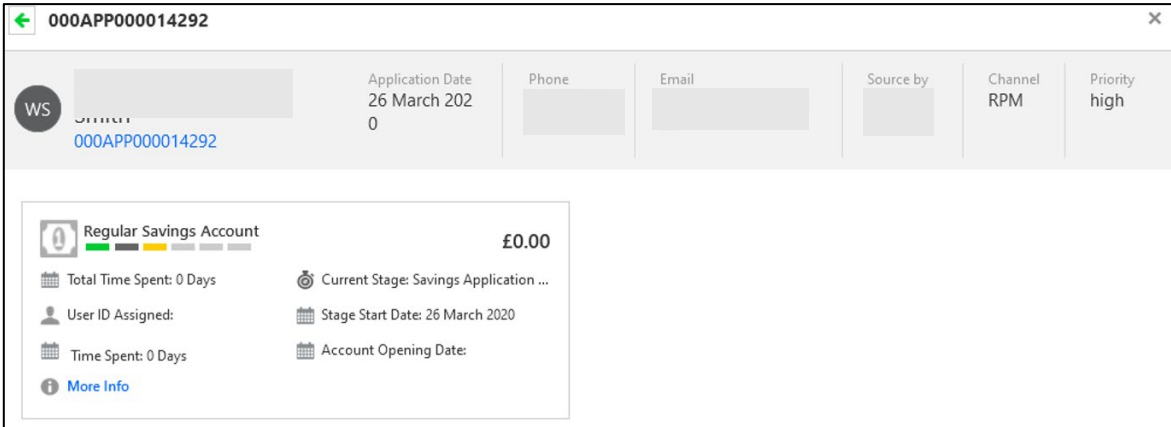 000APP000014292
WS
000APP000014292
Application Date
26 March 202
0
Phone
Email
Source by
Channel
RPM
Priority
high
Regular Savings Account
£0.00
Total Time Spent: 0 Days
Current Stage: Savings Application ...
User ID Assigned:
Stage Start Date: 26 March 2020
Time Spent: 0 Days
Account Opening Date:
More Info